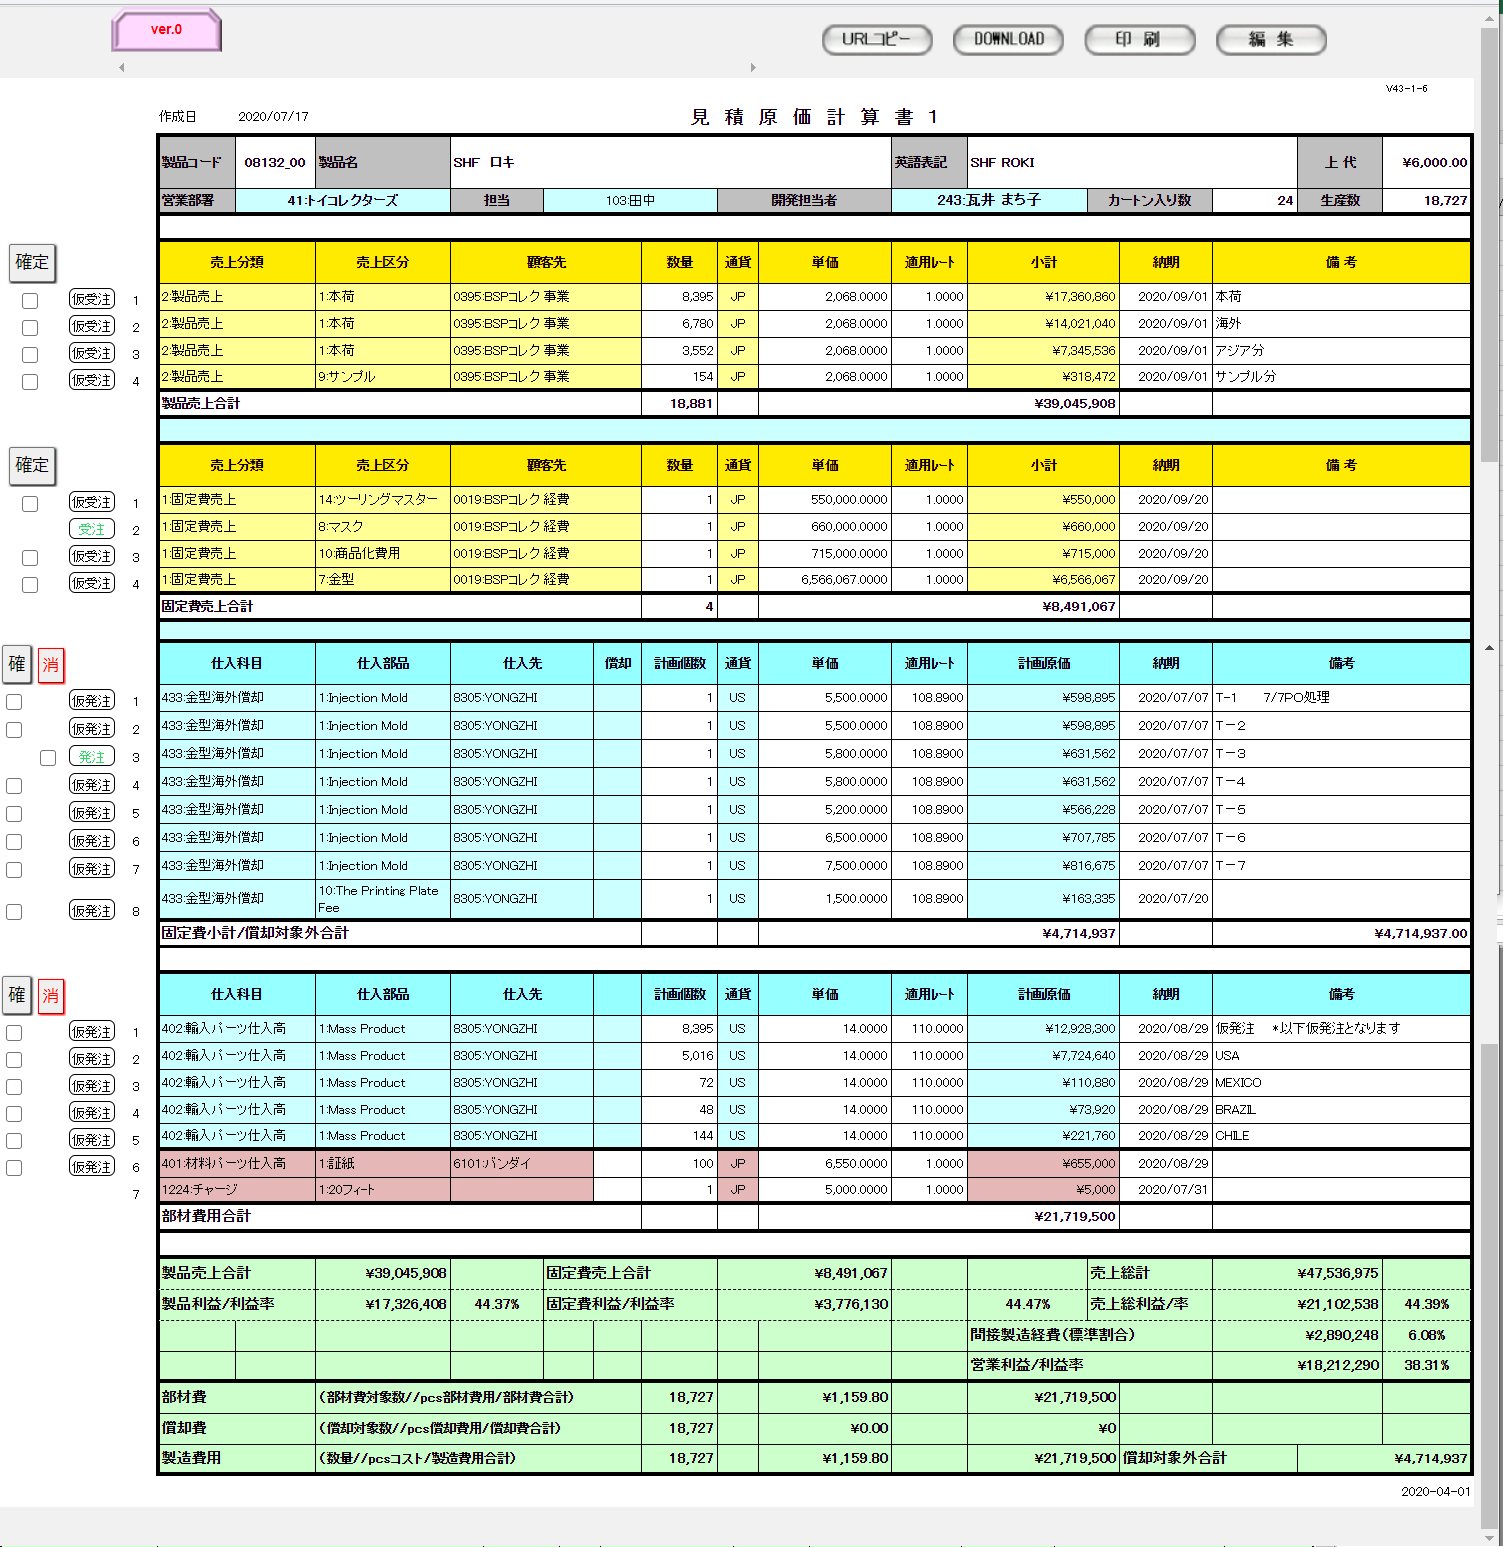 ver.0
URLコピー DOWNLOAD 印 刷 編 集
V43-1-6
作成日 2020/07/17 見 積 原 価 計 算 書 1
製品コード 08132_00 製品名 SHF ロキ 英語表記 SHF ROKI 上 代 ¥6,000.00
営業部署 41:トイコレクターズ 担当 103:田中 開発担当者 243:瓦井 まち子 カートン入り数 24 生産数 18,727
確定 売上分類 売上区分 顧客先 数量 通貨 単価 適用レート 小計 納期 備 考
仮受注 1 2:製品売上 1:本荷 0395:BSPコレク 事業 8,395 JP 2,068.0000 1.0000 ¥17,360,860 2020/09/01 本荷
仮受注 2 2:製品売上 1:本荷 0395:BSPコレク 事業 6,780 JP 2,068.0000 1.0000 ¥14,021,040 2020/09/01 海外
仮受注 3 2:製品売上 1:本荷 0395:BSPコレク 事業 3,552 JP 2,068.0000 1.0000 ¥7,345,536 2020/09/01 アジア分
仮受注 4 2:製品売上 9:サンプル 0395:BSPコレク 事業 154 JP 2,068.0000 1.0000 ¥318,472 2020/09/01 サンプル分
製品売上合計 18,881 ¥39,045,908
確定 売上分類 売上区分 顧客先 数量 通貨 単価 適用レート 小計 納期 備 考
仮受注 1 1:固定費売上 14:ツーリングマスター 0019:BSPコレク 経費 1 JP 550,000.0000 1.0000 ¥550,000 2020/09/20
受注 2 1:固定費売上 8:マスク 0019:BSPコレク 経費 1 JP 660,000.0000 1.0000 ¥660,000 2020/09/20
仮受注 3 1:固定費売上 10:商品化費用 0019:BSPコレク 経費 1 JP 715,000.0000 1.0000 ¥715,000 2020/09/20
仮受注 4 1:固定費売上 7:金型 0019:BSPコレク 経費 1 JP 6,566,067.0000 1.0000 ¥6,566,067 2020/09/20
固定費売上合計 4 ¥8,491,067
確 消 仕入科目 仕入部品 仕入先 償却 計画個数 通貨 単価 適用レート 計画原価 納期 備考
仮発注 1 433:金型海外償却 1:Injection Mold 8305:YONGZHI 1 US 5,500.0000 108.8900 ¥598,895 2020/07/07 T-1 7/7PO処理
仮発注 2 433:金型海外償却 1:Injection Mold 8305:YONGZHI 1 US 5,500.0000 108.8900 ¥598,895 2020/07/07 T－2
発注 3 433:金型海外償却 1:Injection Mold 8305:YONGZHI 1 US 5,800.0000 108.8900 ¥631,562 2020/07/07 T－3
仮発注 4 433:金型海外償却 1:Injection Mold 8305:YONGZHI 1 US 5,800.0000 108.8900 ¥631,562 2020/07/07 T－4
仮発注 5 433:金型海外償却 1:Injection Mold 8305:YONGZHI 1 US 5,200.0000 108.8900 ¥566,228 2020/07/07 T－5
仮発注 6 433:金型海外償却 1:Injection Mold 8305:YONGZHI 1 US 6,500.0000 108.8900 ¥707,785 2020/07/07 T－6
仮発注 7 433:金型海外償却 1:Injection Mold 8305:YONGZHI 1 US 7,500.0000 108.8900 ¥816,675 2020/07/07 T－7
仮発注 8 433:金型海外償却 10:The Printing Plate Fee 8305:YONGZHI 1 US 1,500.0000 108.8900 ¥163,335 2020/07/20
固定費小計/償却対象外合計 ¥4,714,937 ¥4,714,937.00
確 消 仕入科目 仕入部品 仕入先 計画個数 通貨 単価 適用レート 計画原価 納期 備考
仮発注 1 402:輸入パーツ仕入高 1:Mass Product 8305:YONGZHI 8,395 US 14.0000 110.0000 ¥12,928,300 2020/08/29 仮発注 *以下仮発注となります
仮発注 2 402:輸入パーツ仕入高 1:Mass Product 8305:YONGZHI 5,016 US 14.0000 110.0000 ¥7,724,640 2020/08/29 USA
仮発注 3 402:輸入パーツ仕入高 1:Mass Product 8305:YONGZHI 72 US 14.0000 110.0000 ¥110,880 2020/08/29 MEXICO
仮発注 4 402:輸入パーツ仕入高 1:Mass Product 8305:YONGZHI 48 US 14.0000 110.0000 ¥73,920 2020/08/29 BRAZIL
仮発注 5 402:輸入パーツ仕入高 1:Mass Product 8305:YONGZHI 144 US 14.0000 110.0000 ¥221,760 2020/08/29 CHILE
仮発注 6 401:材料パーツ仕入高 1:証紙 6101:バンダイ 100 JP 6,550.0000 1.0000 ¥655,000 2020/08/29
7 1224:チャージ 1:20フィート 1 JP 5,000.0000 1.0000 ¥5,000 2020/07/31
部材費用合計 ¥21,719,500
製品売上合計 ¥39,045,908 固定費売上合計 ¥8,491,067 売上総計 ¥47,536,975
製品利益/利益率 ¥17,326,408 44.37% 固定費利益/利益率 ¥3,776,130 44.47% 売上総利益/率 ¥21,102,538 44.39%
間接製造経費(標準割合) ¥2,890,248 6.08%
営業利益/利益率 ¥18,212,290 38.31%
部材費 (部材費対象数//pcs部材費用/部材費合計) 18,727 ¥1,159.80 ¥21,719,500
償却費 (償却対象数//pcs償却費用/償却費合計) 18,727 ¥0.00 ¥0
製造費用 (数量//pcsコスト/製造費用合計) 18,727 ¥1,159.80 ¥21,719,500 償却対象外合計 ¥4,714,937
2020-04-01